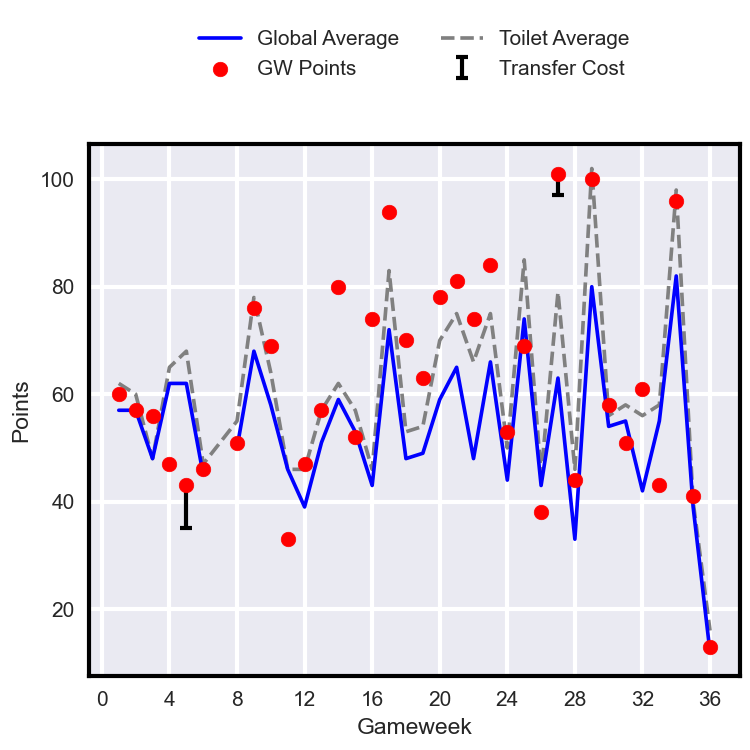 Global Average
GW Points
Toilet Average
Transfer Cost
Points
100
80
60
40
20
0 4 8 12 16 20 24 28 32 36
Gameweek